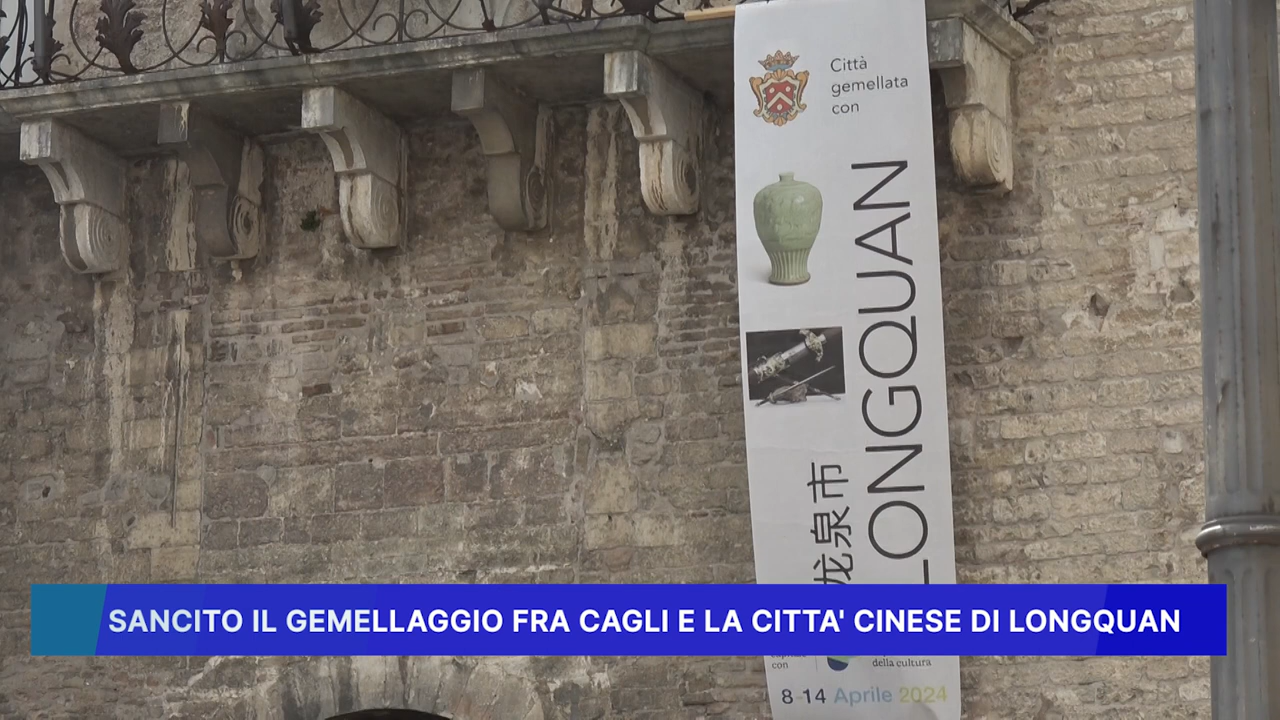 Città
gemellata
con
LONGQUAN
龙泉市
SANCITO IL GEMELLAGGIO FRA CAGLI E LA CITTA' CINESE DI LONGQUAN
con
della cultura
8-14 Aprile 2024